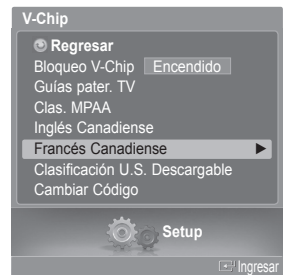 V-Chip
Regresar
Bloqueo V-Chip Encendido
Guías pater. TV
Clas. MPAA
Inglés Canadiense
Francés Canadiense
Clasificación U.S. Descargable
Cambiar Código
Setup
Ingresar